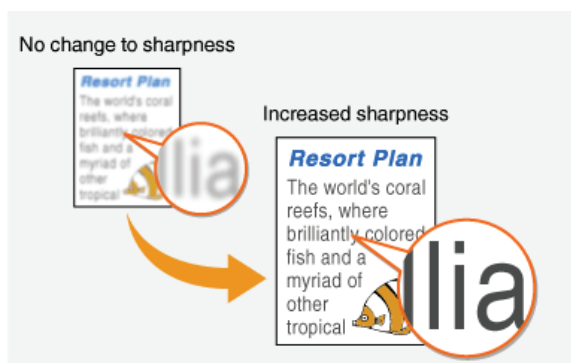 No change to sharpness
Resort Plan
The world's coral
reefs, where
brilliantly colored
fish and a
myriad of
other
tropical
llia
Increased sharpness
Resort Plan
The world's coral
reefs, where
brilliantly colored
fish and a
myriad of
other
tropical
llia